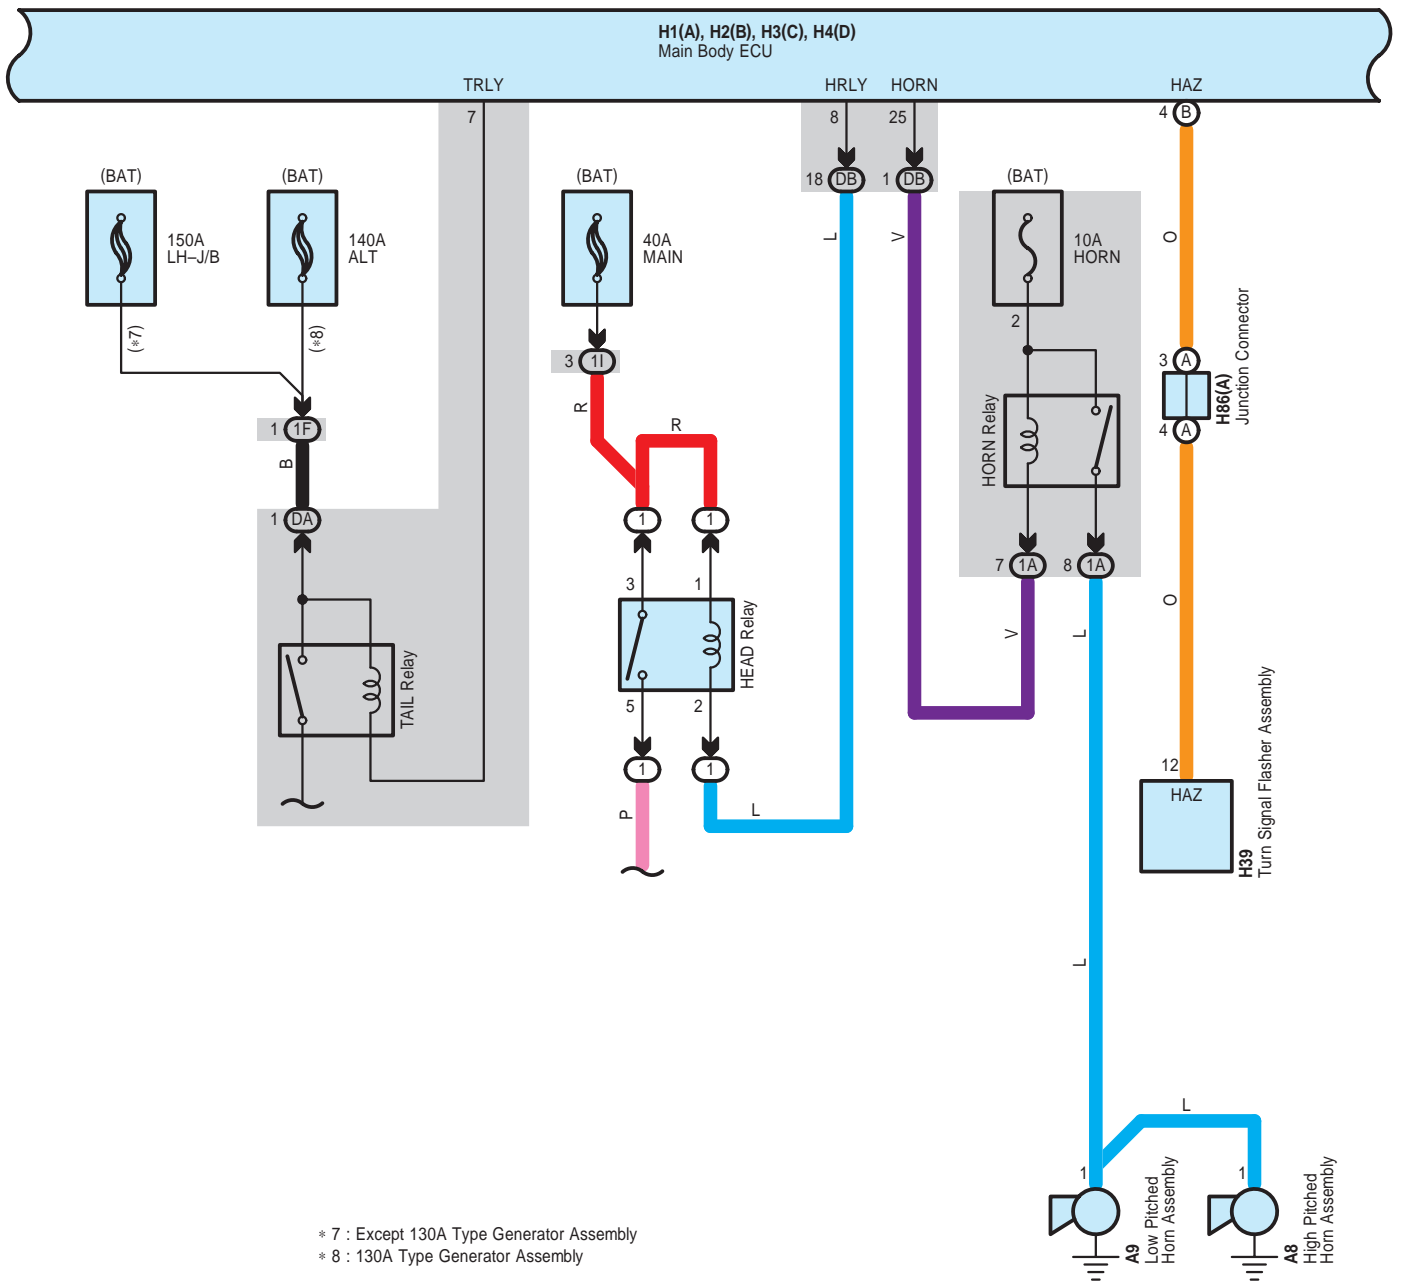 H1(A), H2(B), H3(C), H4(D)
Main Body ECU
TRLY
HRLY
HORN
HAZ
7
8
25
4
B
18
DB
1
DB
(BAT)
(BAT)
(BAT)
(BAT)
150A
LH–J/B
140A
ALT
40A
MAIN
10A
HORN
L
V
O
(∗7)
(∗8)
2
3
1I
3
A
H86(A)
Junction Connector
4
A
R
R
1
1F
B
HORN Relay
1
DA
1
1
7
1A
8
1A
3
1
HEAD Relay
O
V
L
TAIL Relay
5
2
1
1
P
L
12
HAZ
H39
Turn Signal Flasher Assembly
L
L
1
1
A9
Low Pitched
Horn Assembly
A8
High Pitched
Horn Assembly
∗ 7 : Except 130A Type Generator Assembly
∗ 8 : 130A Type Generator Assembly